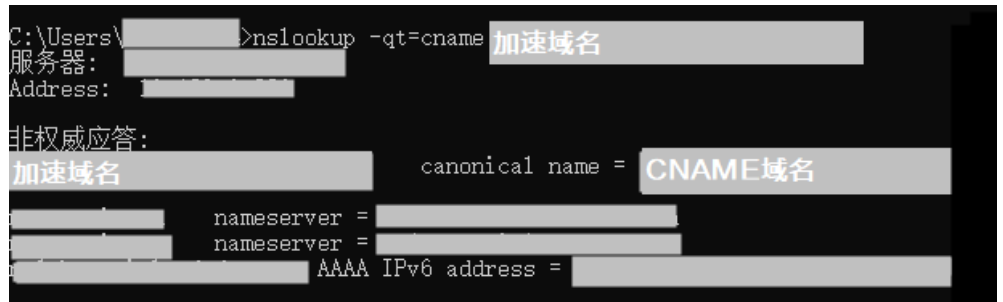 C:\Users\ >nslookup -qt=cname 加速域名
服务器:
Address:
非权威应答:
加速域名 canonical name = CNAME域名
nameserver =
nameserver =
AAAA IPv6 address =